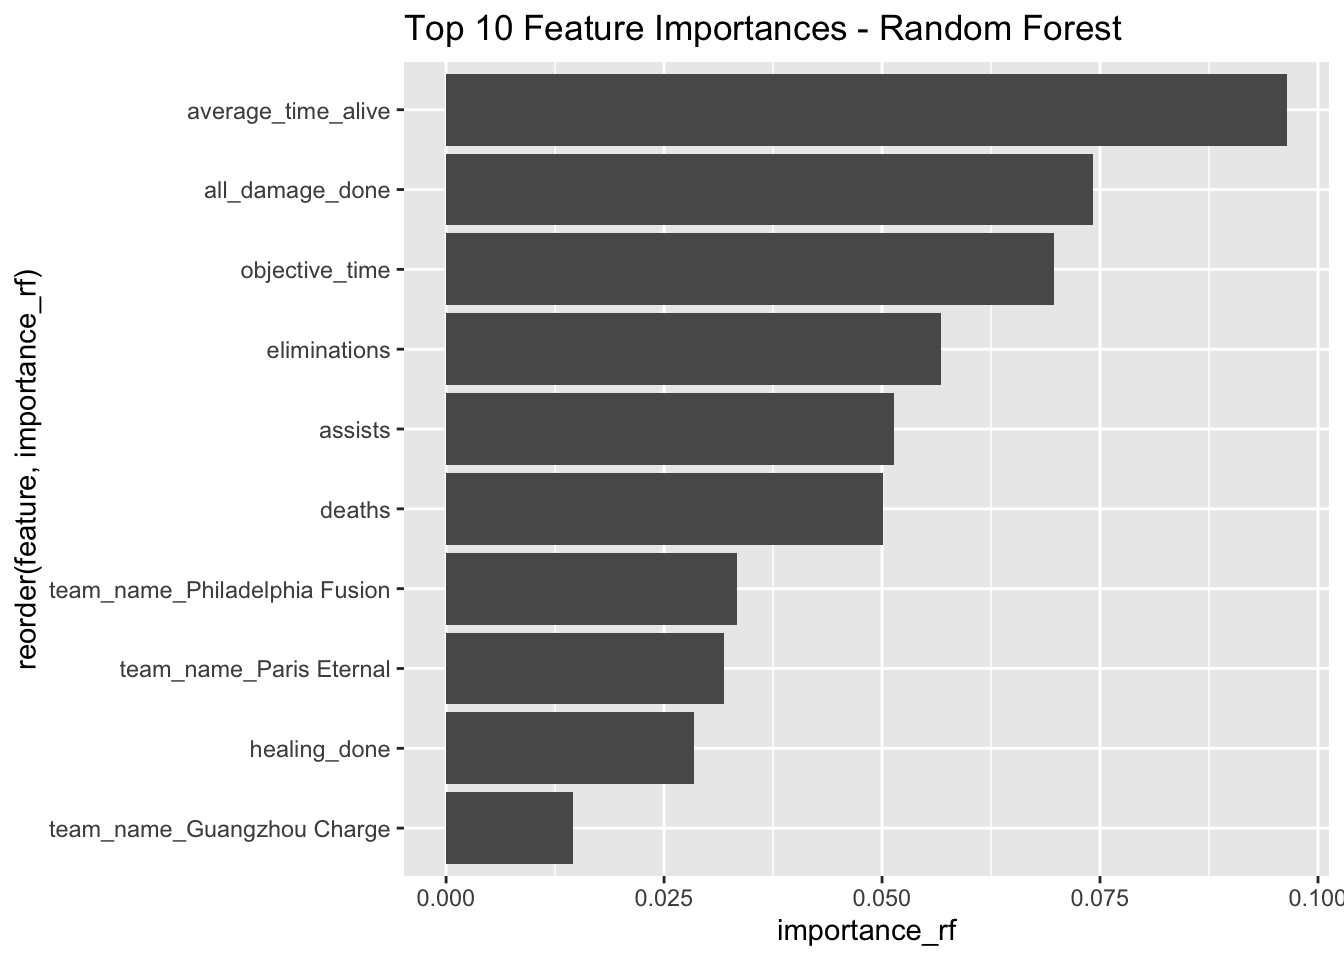 Top 10 Feature Importances - Random Forest
reorder(feature, importance_rf)
average_time_alive
all_damage_done
objective_time
eliminations
assists
deaths
team_name_Philadelphia Fusion
team_name_Paris Eternal
healing_done
team_name_Guangzhou Charge
0.000 0.025 0.050 0.075 0.100
importance_rf